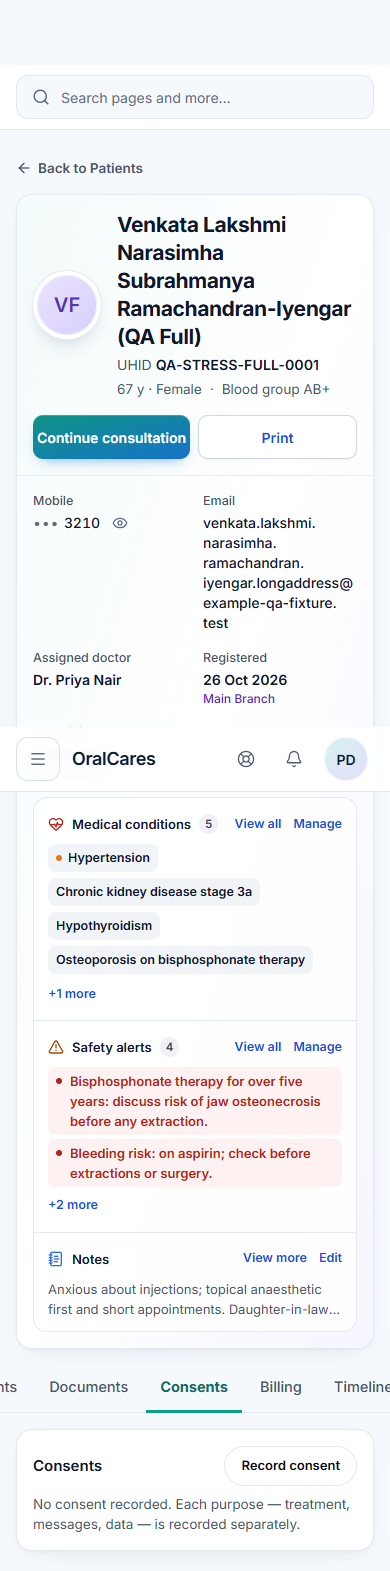 Search pages and more...
Back to Patients
Venkata Lakshmi
Narasimha
Subrahmanya
Ramachandran-Iyengar
(QA Full)
VF
UHID QA-STRESS-FULL-0001
67 y · Female · Blood group AB+
Continue consultation
Print
Mobile
••• 3210
Email
venkata.lakshmi.
narasimha.
ramachandran.
iyengar.longaddress@
example-qa-fixture.
test
Assigned doctor
Dr. Priya Nair
Registered
26 Oct 2026
Main Branch
OralCares
PD
Medical conditions 5 View all Manage
Hypertension
Chronic kidney disease stage 3a
Hypothyroidism
Osteoporosis on bisphosphonate therapy
+1 more
Safety alerts 4 View all Manage
Bisphosphonate therapy for over five
years: discuss risk of jaw osteonecrosis
before any extraction.
Bleeding risk: on aspirin; check before
extractions or surgery.
+2 more
Notes View more Edit
Anxious about injections; topical anaesthetic
first and short appointments. Daughter-in-law...
nts Documents Consents Billing Timeline
Consents
Record consent
No consent recorded. Each purpose — treatment,
messages, data — is recorded separately.